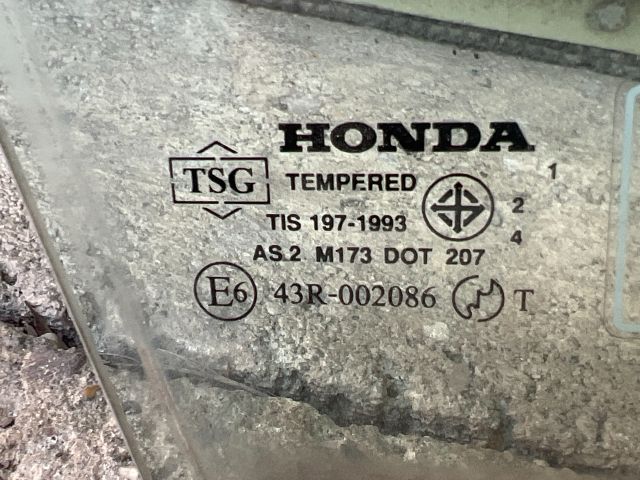 HONDA
TSG TEMPERED
1
2
4
TIS 197-1993
AS.2 M173 DOT 207
E6 43R-002086 T